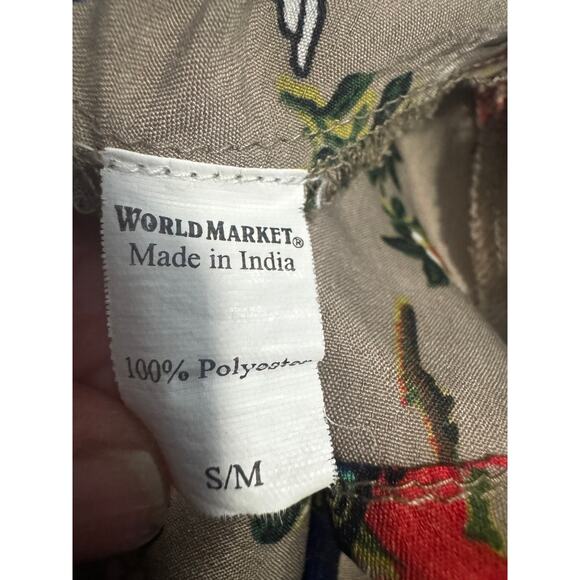 WORLD MARKET®
Made in India
100% Polyester
S/M